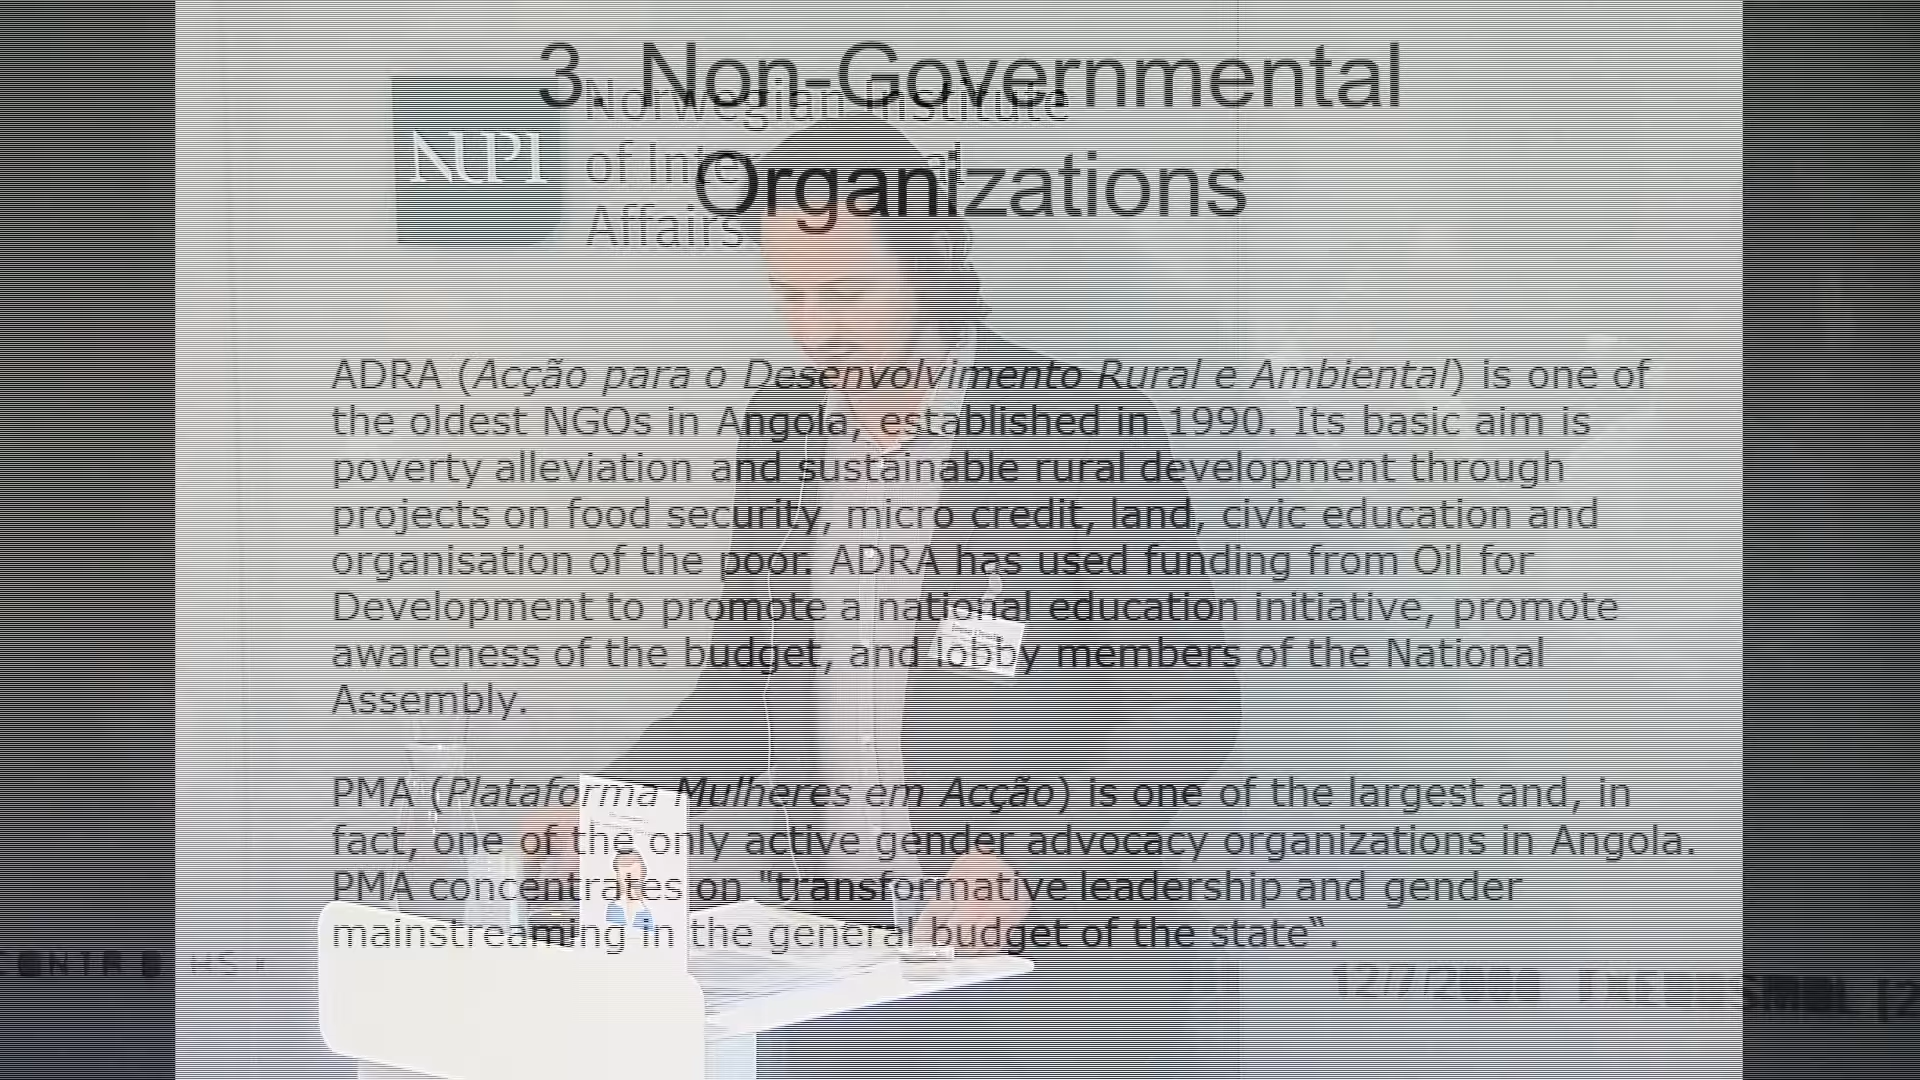 3. Non-Governmental
Organizations
NUPI
Norwegian Institute
of
Affairs
ADRA (Acção para o Desenvolvimento Rural e Ambiental) is one of
the oldest NGOs in Angola, established in 1990. Its basic aim is
poverty alleviation and sustainable rural development through
projects on food security, micro credit, land, civic education and
organisation of the poor. ADRA has used funding from Oil for
Development to promote a national education initiative, promote
awareness of the budget, and lobby members of the National
Assembly.
PMA (Plataforma Mulheres em Acção) is one of the largest and, in
fact, one of the only active gender advocacy organizations in Angola.
PMA concentrates on "transformative leadership and gender
mainstreaming in the general budget of the state“.